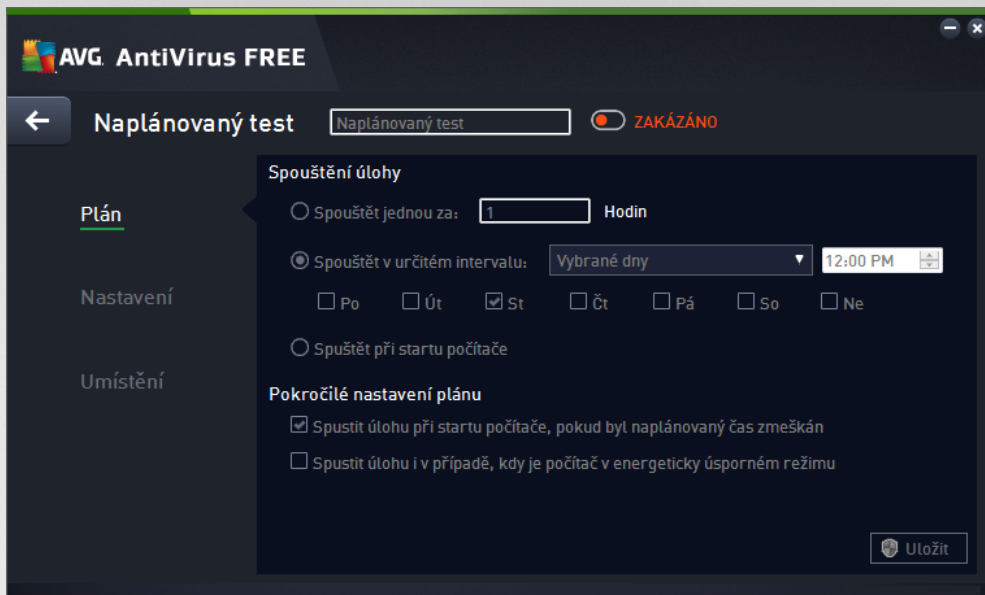 AVG. AntiVirus FREE
Naplánovaný test
Naplánovaný test
ZAKÁZÁNO
Plán
Nastavení
Umístění
Spouštění úlohy
Spouštět jednou za:
1
Hodin
Spouštět v určitém intervalu:
Vybrané dny
12:00 PM
Po
Út
St
Čt
Pá
So
Ne
Spuštět při startu počítače
Pokročilé nastavení plánu
Spustit úlohu při startu počítače, pokud byl naplánovaný čas zmeškán
Spustit úlohu i v případě, kdy je počítač v energeticky úsporném režimu
Uložit